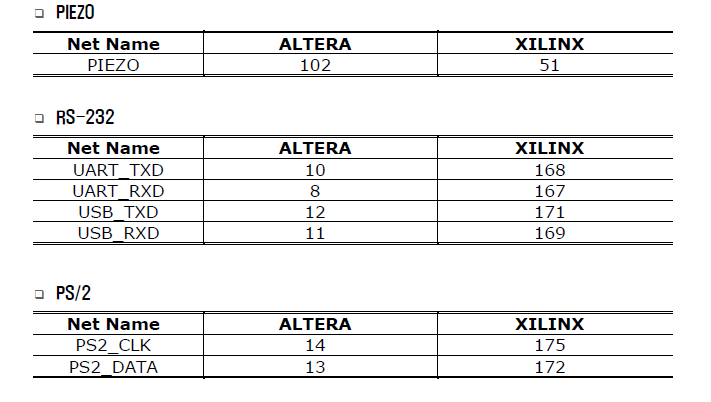 ❑ PIEZO
Net Name ALTERA XILINX
PIEZO 102 51
❑ RS-232
Net Name ALTERA XILINX
UART_TXD 10 168
UART_RXD 8 167
USB_TXD 12 171
USB_RXD 11 169
❑ PS/2
Net Name ALTERA XILINX
PS2_CLK 14 175
PS2_DATA 13 172